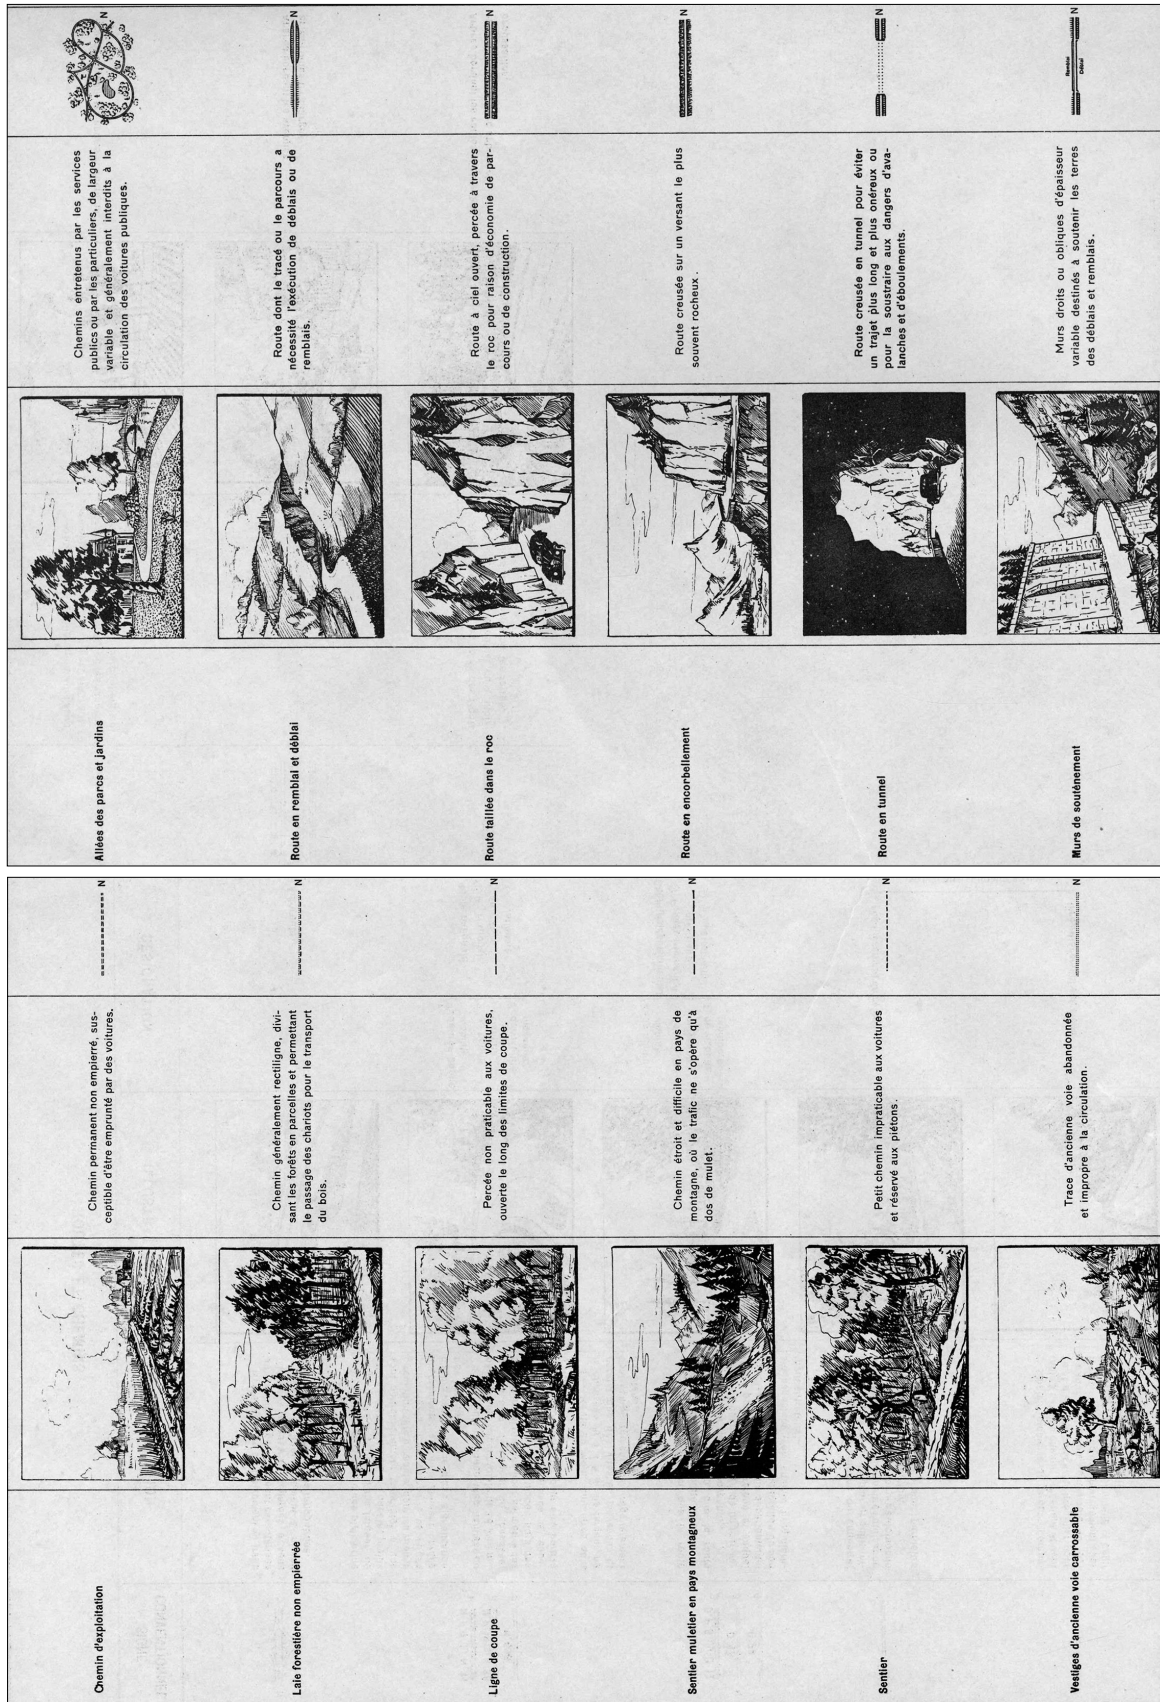 Chemin d'exploitation
Chemin permanent non empierré, sus-
ceptible d'être emprunté par des voitures.
N
Laie forestière non empierrée
Chemin généralement rectiligne, divi-
sant les forêts en parcelles et permettant
le passage des chariots pour le transport
du bois.
N
Ligne de coupe
Percée non praticable aux voitures,
ouverte le long des limites de coupe.
N
Sentier muletier en pays montagneux
Chemin étroit et difficile en pays de
montagne, où le trafic ne s'opère qu'à
dos de mulet.
N
Sentier
Petit chemin impraticable aux voitures
et réservé aux piétons.
N
Vestiges d'ancienne voie carrossable
Trace d'ancienne voie abandonnée
et impropre à la circulation.
N
Allées des parcs et jardins
Chemins entretenus par les services
publics ou par les particuliers, de largeur
variable et généralement interdits à la
circulation des voitures publiques.
N
Route en remblai et déblai
Route dont le tracé ou le parcours a
nécessité l'exécution de déblais ou de
remblais.
N
Route taillée dans le roc
Route à ciel ouvert, percée à travers
le roc pour raison d'économie de par-
cours ou de construction.
N
Route en encorbellement
Route creusée sur un versant le plus
souvent rocheux.
N
Route en tunnel
Route creusée en tunnel pour éviter
un trajet plus long et plus onéreux ou
pour la soustraire aux dangers d'ava-
lanches et d'éboulements.
N
Murs de soutènement
Murs droits ou obliques d'épaisseur
variable destinés à soutenir les terres
des déblais et remblais.
Remblai
Déblai
N